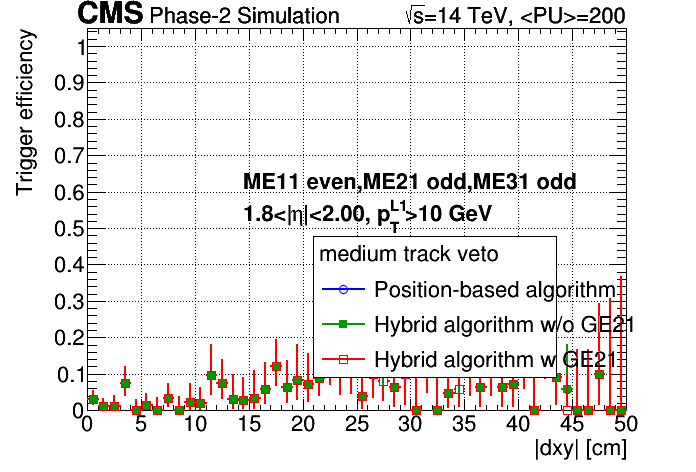 CMS Phase-2 Simulation √s=14 TeV, <PU>=200
Trigger efficiency
1
0.9
0.8
0.7
0.6
0.5
0.4
0.3
0.2
0.1
0
ME11 even,ME21 odd,ME31 odd
1.8<|η|<2.00, p_T^L1>10 GeV
medium track veto
Position-based algorithm
Hybrid algorithm w/o GE21
Hybrid algorithm w GE21
0 5 10 15 20 25 30 35 40 45 50
|dxy| [cm]